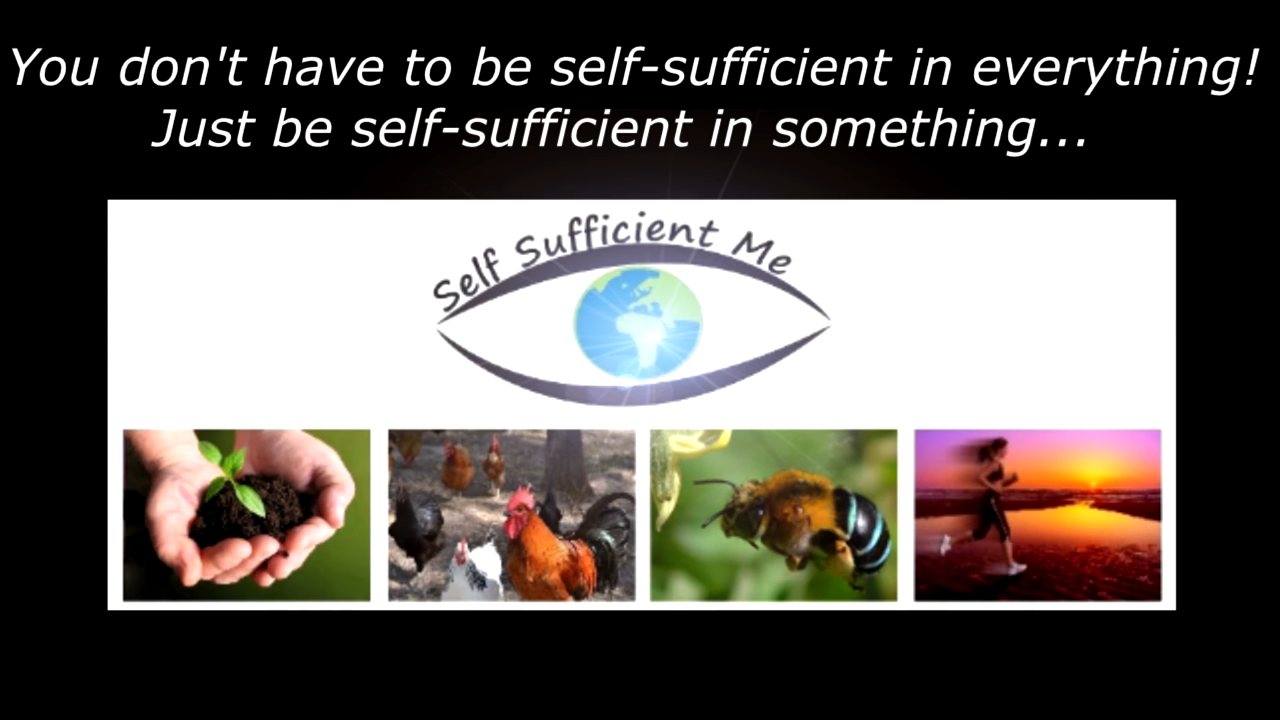 You don't have to be self-sufficient in everything!
Just be self-sufficient in something...
Self Sufficient Me